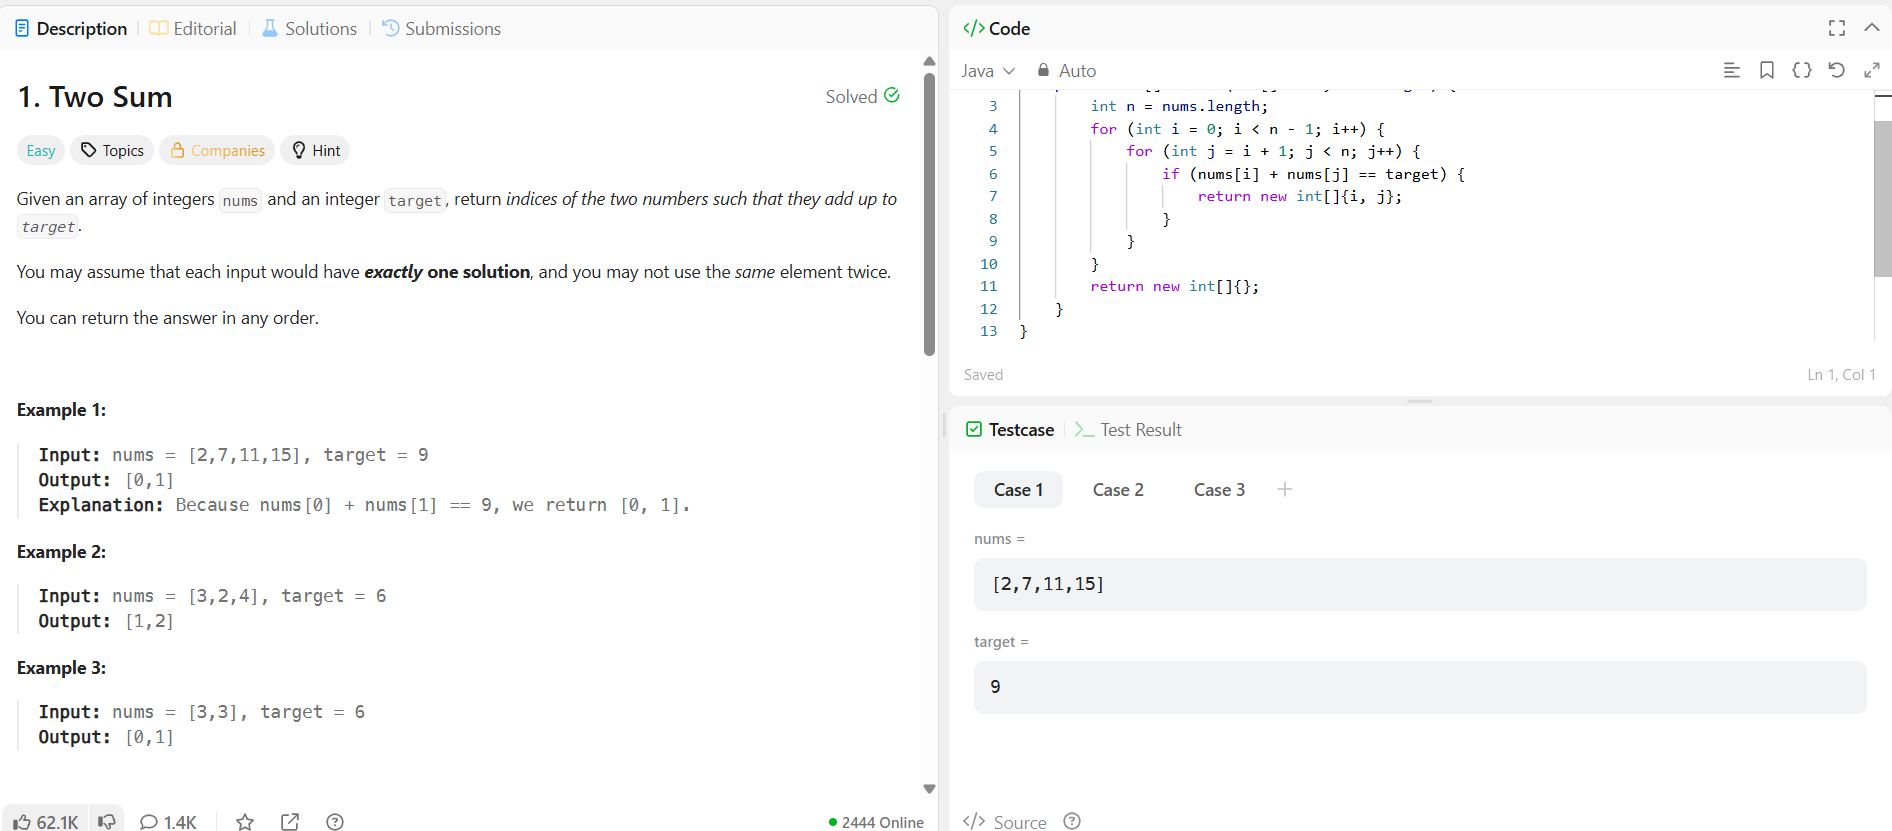 Description
Editorial
Solutions
Submissions
1. Two Sum
Solved
Easy
Topics
Companies
Hint
Given an array of integers nums and an integer target, return indices of the two numbers such that they add up to
target.
You may assume that each input would have exactly one solution, and you may not use the same element twice.
You can return the answer in any order.
Example 1:
Input: nums = [2,7,11,15], target = 9
Output: [0,1]
Explanation: Because nums[0] + nums[1] == 9, we return [0, 1].
Example 2:
Input: nums = [3,2,4], target = 6
Output: [1,2]
Example 3:
Input: nums = [3,3], target = 6
Output: [0,1]
62.1K
1.4K
2444 Online
</> Code
Java
Auto
3 int n = nums.length;
4 for (int i = 0; i < n - 1; i++) {
5 for (int j = i + 1; j < n; j++) {
6 if (nums[i] + nums[j] == target) {
7 return new int[]{i, j};
8 }
9 }
10 }
11 return new int[]{};
12 }
13 }
Saved
Ln 1, Col 1
Testcase
>_ Test Result
Case 1
Case 2
Case 3
+
nums =
[2,7,11,15]
target =
9
</> Source